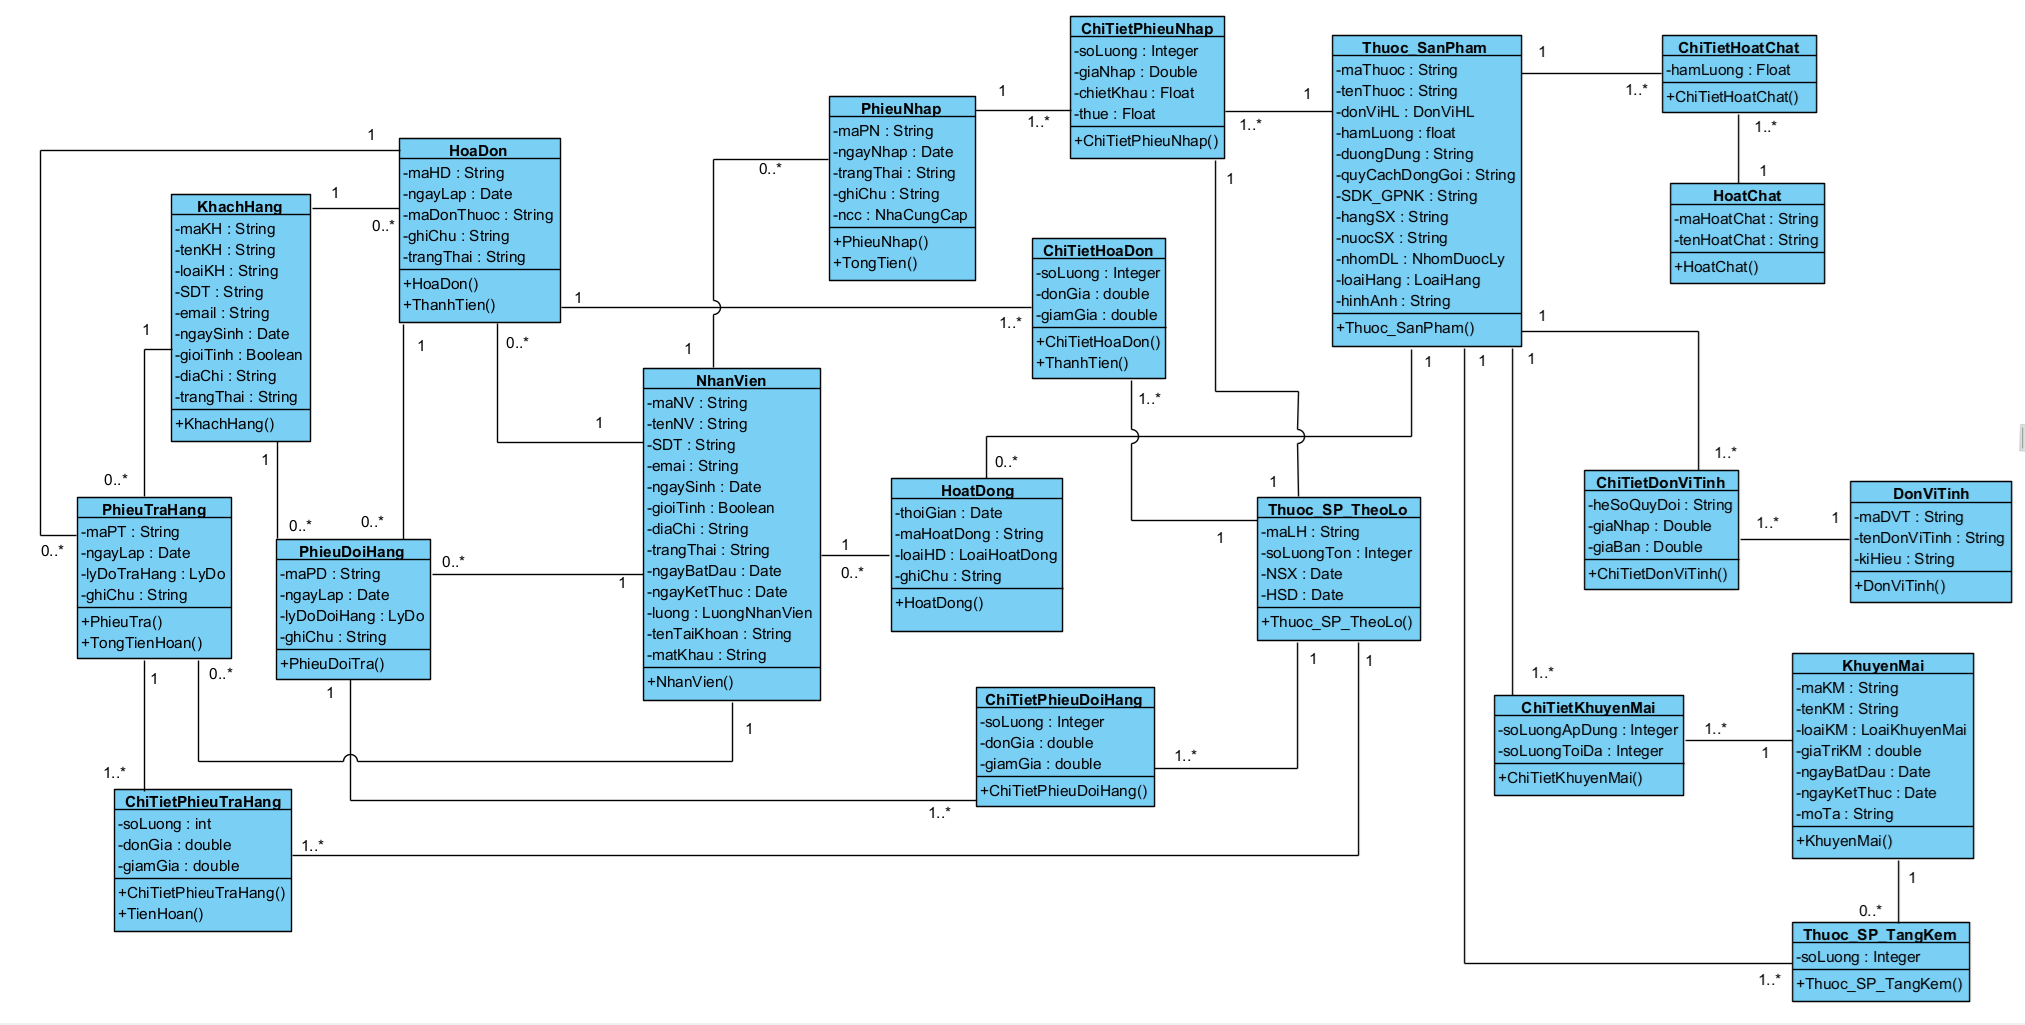 ChiTietPhieuNhap
-soLuong : Integer
-giaNhap : Double
-chietKhau : Float
-thue : Float
+ChiTietPhieuNhap()
Thuoc_SanPham
-maThuoc : String
-tenThuoc : String
-donViHL : DonViHL
-hamLuong : float
-duongDung : String
-quyCachDongGoi : String
-SDK_GPNK : String
-hangSX : String
-nuocSX : String
-nhomDL : NhomDuocLy
-loaiHang : LoaiHang
-hinhAnh : String
+Thuoc_SanPham()
ChiTietHoatChat
-hamLuong : Float
+ChiTietHoatChat()
1
1..*
1..*
1
HoatChat
-maHoatChat : String
-tenHoatChat : String
+HoatChat()
PhieuNhap
-maPN : String
-ngayNhap : Date
-trangThai : String
-ghiChu : String
-ncc : NhaCungCap
+PhieuNhap()
+TongTien()
1
1..*
1
1..*
0..*
1
HoaDon
-maHD : String
-ngayLap : Date
-maDonThuoc : String
-ghiChu : String
-trangThai : String
+HoaDon()
+ThanhTien()
1
1
0..*
KhachHang
-maKH : String
-tenKH : String
-loaiKH : String
-SDT : String
-email : String
-ngaySinh : Date
-gioiTinh : Boolean
-diaChi : String
-trangThai : String
+KhachHang()
ChiTietHoaDon
-soLuong : Integer
-donGia : double
-giamGia : double
+ChiTietHoaDon()
+ThanhTien()
1
1..*
1
1
0..*
1
1
1
1
1
1
1..*
NhanVien
-maNV : String
-tenNV : String
-SDT : String
-emai : String
-ngaySinh : Date
-gioiTinh : Boolean
-diaChi : String
-trangThai : String
-ngayBatDau : Date
-ngayKetThuc : Date
-luong : LuongNhanVien
-tenTaiKhoan : String
-matKhau : String
+NhanVien()
1
1
0..*
0..*
1
1..*
0..*
0..*
0..*
HoatDong
-thoiGian : Date
-maHoatDong : String
-loaiHD : LoaiHoatDong
-ghiChu : String
+HoatDong()
Thuoc_SP_TheoLo
-maLH : String
-soLuongTon : Integer
-NSX : Date
-HSD : Date
+Thuoc_SP_TheoLo()
ChiTietDonViTinh
-heSoQuyDoi : String
-giaNhap : Double
-giaBan : Double
+ChiTietDonViTinh()
1..*
1
DonViTinh
-maDVT : String
-tenDonViTinh : String
-kiHieu : String
+DonViTinh()
PhieuTraHang
-maPT : String
-ngayLap : Date
-lyDoTraHang : LyDo
-ghiChu : String
+PhieuTra()
+TongTienHoan()
PhieuDoiHang
-maPD : String
-ngayLap : Date
-lyDoDoiHang : LyDo
-ghiChu : String
+PhieuDoiTra()
0..*
1
1
0..*
1
1
0..*
1
1
1
1
1..*
ChiTietPhieuDoiHang
-soLuong : Integer
-donGia : double
-giamGia : double
+ChiTietPhieuDoiHang()
1..*
1..*
ChiTietKhuyenMai
-soLuongApDung : Integer
-soLuongToiDa : Integer
+ChiTietKhuyenMai()
1..*
1
KhuyenMai
-maKM : String
-tenKM : String
-loaiKM : LoaiKhuyenMai
-giaTriKM : double
-ngayBatDau : Date
-ngayKetThuc : Date
-moTa : String
+KhuyenMai()
1..*
ChiTietPhieuTraHang
-soLuong : int
-donGia : double
-giamGia : double
+ChiTietPhieuTraHang()
+TienHoan()
1..*
1
0..*
Thuoc_SP_TangKem
-soLuong : Integer
+Thuoc_SP_TangKem()
1..*